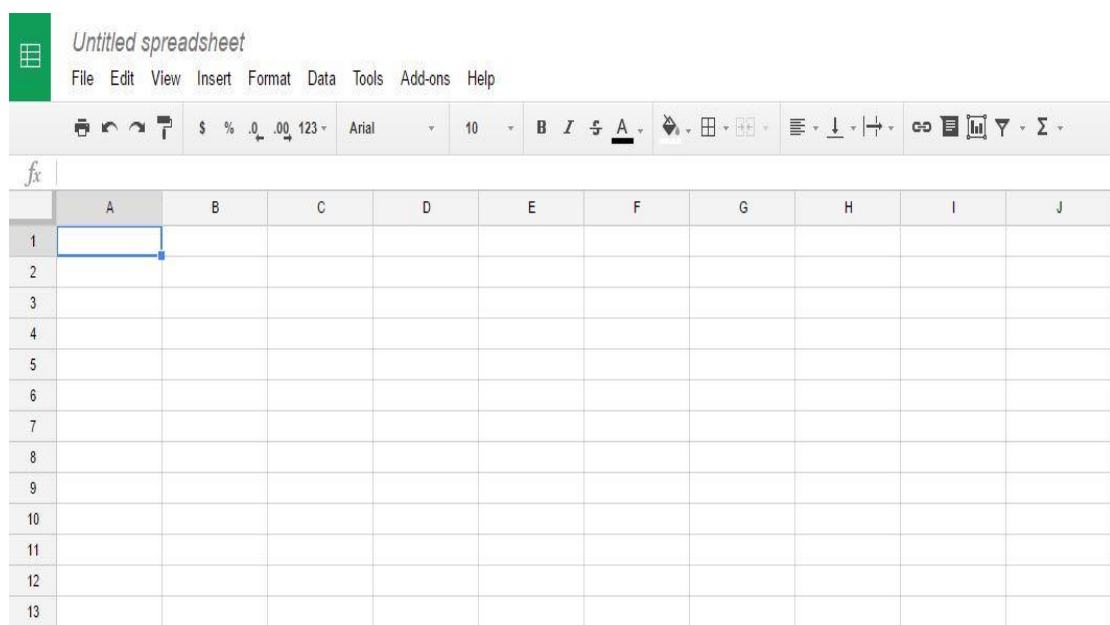 Untitled spreadsheet
File Edit View Insert Format Data Tools Add-ons Help
$ % .0 .00 123 Arial 10 B I S A Σ
fx
A B C D E F G H I J
1
2
3
4
5
6
7
8
9
10
11
12
13